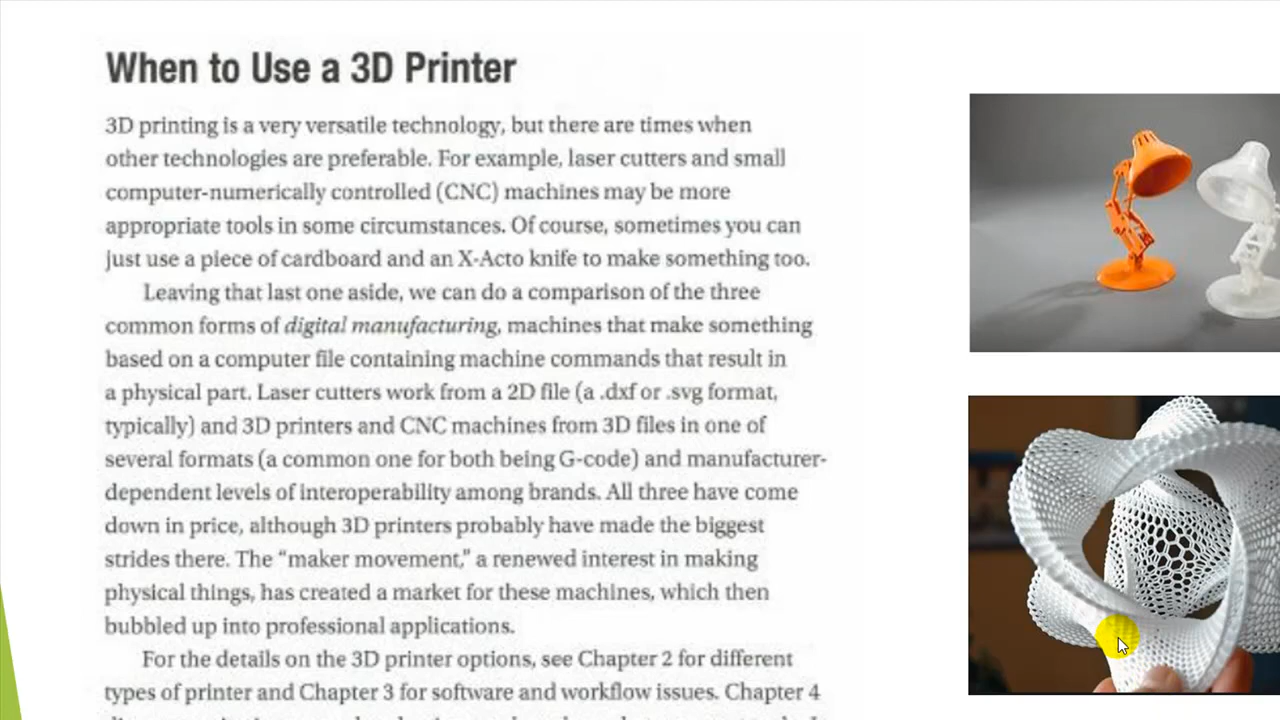 When to Use a 3D Printer
3D printing is a very versatile technology, but there are times when
other technologies are preferable. For example, laser cutters and small
computer-numerically controlled (CNC) machines may be more
appropriate tools in some circumstances. Of course, sometimes you can
just use a piece of cardboard and an X-Acto knife to make something too.
Leaving that last one aside, we can do a comparison of the three
common forms of digital manufacturing, machines that make something
based on a computer file containing machine commands that result in
a physical part. Laser cutters work from a 2D file (a .dxf or .svg format,
typically) and 3D printers and CNC machines from 3D files in one of
several formats (a common one for both being G-code) and manufacturer-
dependent levels of interoperability among brands. All three have come
down in price, although 3D printers probably have made the biggest
strides there. The “maker movement,” a renewed interest in making
physical things, has created a market for these machines, which then
bubbled up into professional applications.
For the details on the 3D printer options, see Chapter 2 for different
types of printer and Chapter 3 for software and workflow issues. Chapter 4